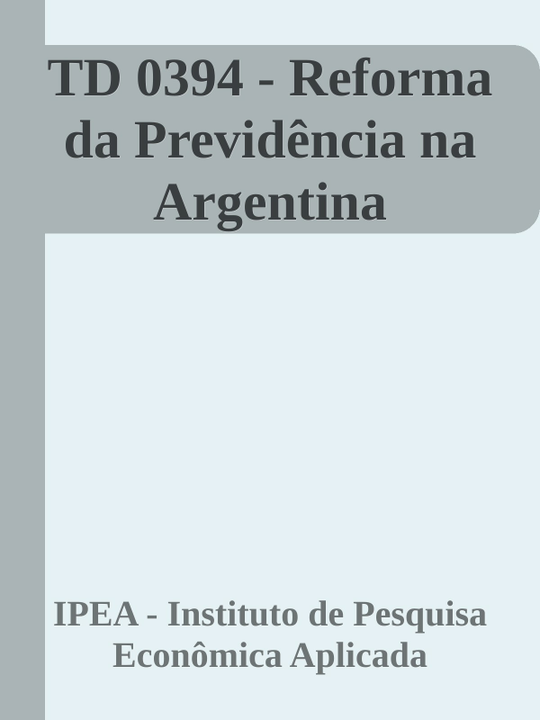 TD 0394 - Reforma
da Previdência na
Argentina
IPEA - Instituto de Pesquisa
Econômica Aplicada